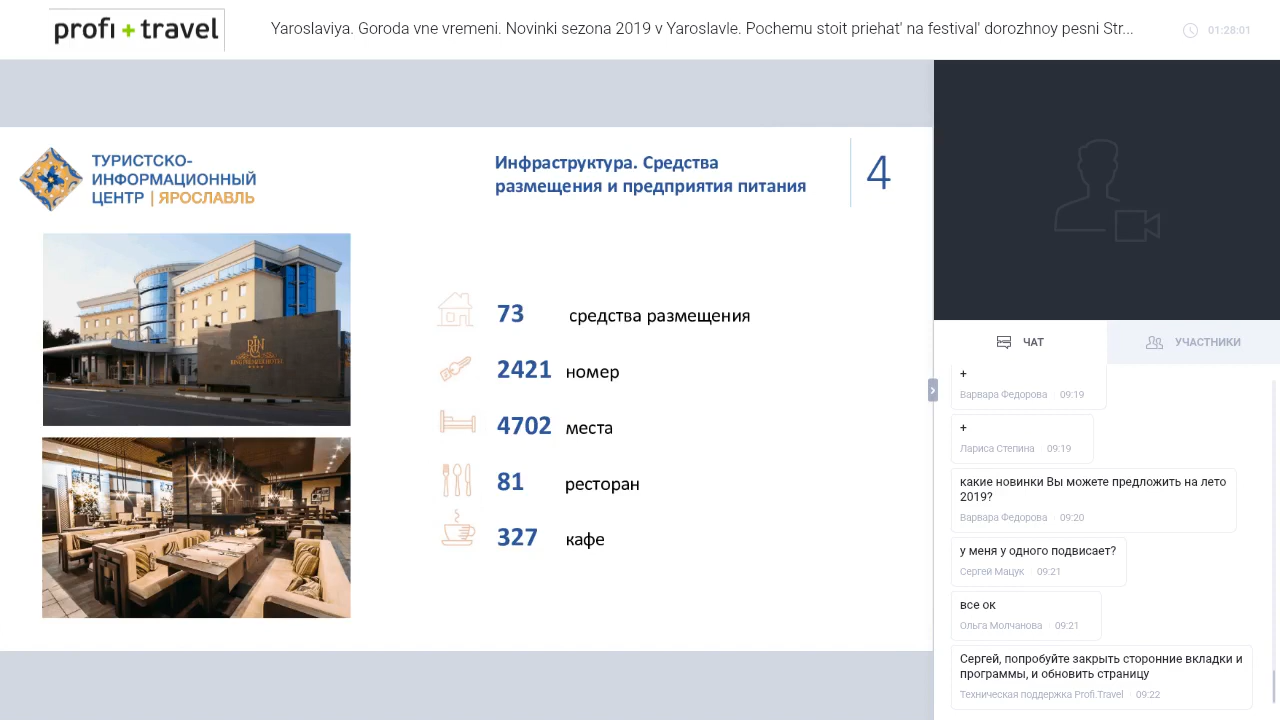 profi + travel
Yaroslaviya. Goroda vne vremeni. Novinki sezona 2019 v Yaroslavle. Pochemu stoit priehat' na festival' dorozhnoy pesni Str...
01:28:01
ТУРИСТСКО-
ИНФОРМАЦИОННЫЙ
ЦЕНТР | ЯРОСЛАВЛЬ
Инфраструктура. Средства
размещения и предприятия питания
4
RING PREMIER HOTEL
73 средства размещения
2421 номер
4702 места
81 ресторан
327 кафе
ЧАТ
УЧАСТНИКИ
+
Варвара Федорова 09:19
+
Лариса Степина 09:19
какие новинки Вы можете предложить на лето
2019?
Варвара Федорова 09:20
у меня у одного подвисает?
Сергей Мацук 09:21
все ок
Ольга Молчанова 09:21
Сергей, попробуйте закрыть сторонние вкладки и
программы, и обновить страницу
Техническая поддержка Profi.Travel 09:22